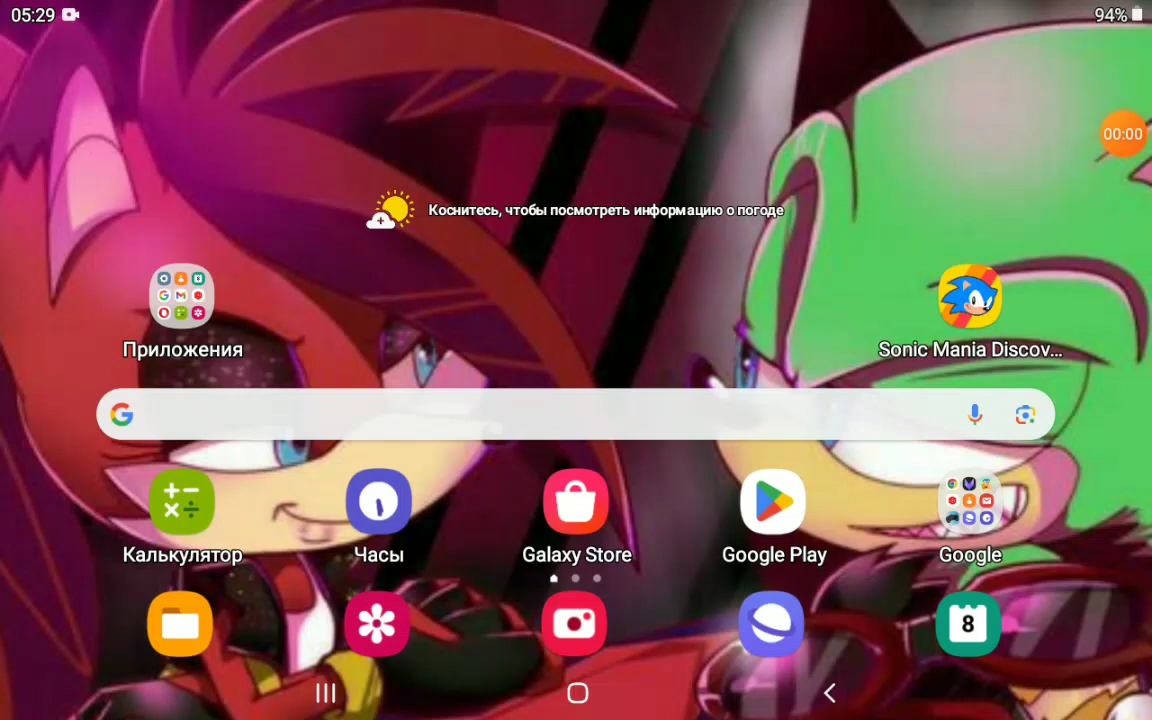 05:29
94%
00:00
Коснитесь, чтобы посмотреть информацию о погоде
Приложения
Sonic Mania Discov...
Калькулятор
Часы
Galaxy Store
Google Play
Google
8